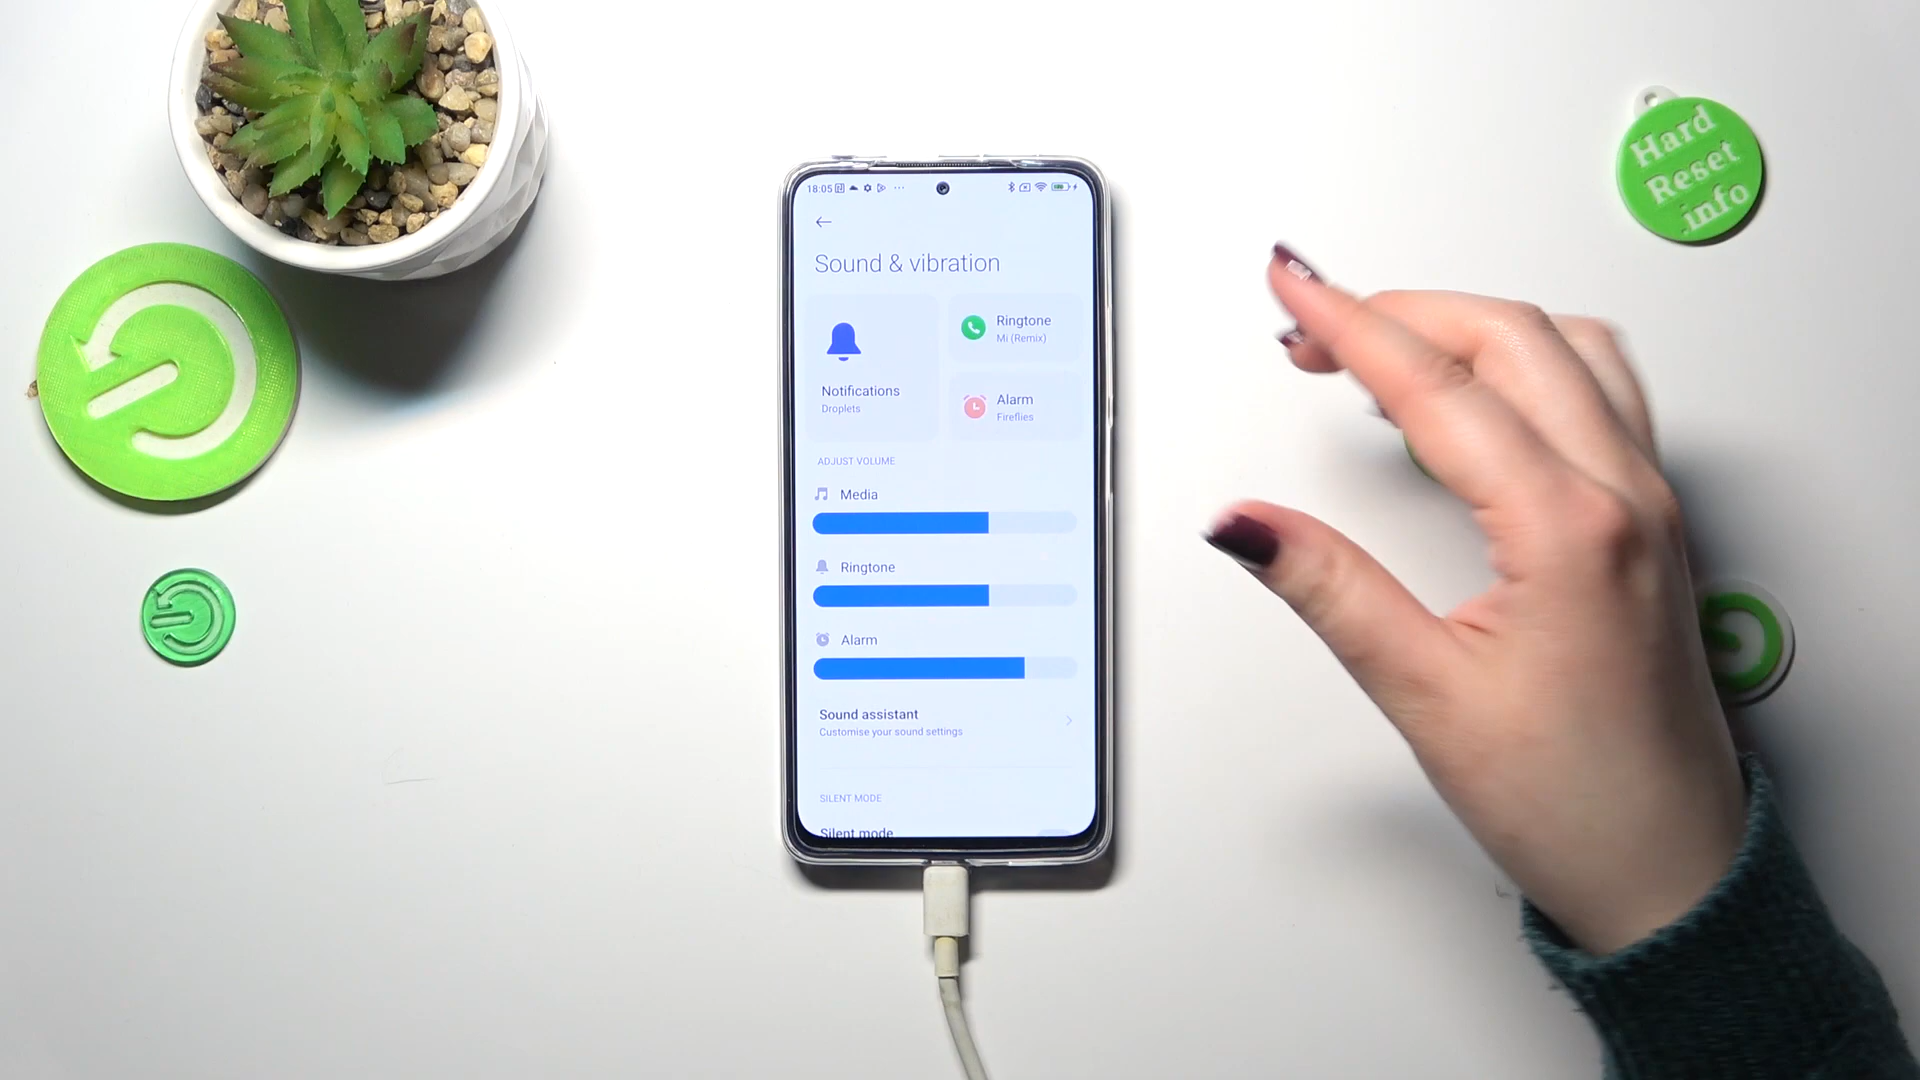 18:05
Sound & vibration
Notifications
Droplets
Ringtone
Mi (Remix)
Alarm
Fireflies
ADJUST VOLUME
Media
Ringtone
Alarm
Sound assistant
Customise your sound settings
SILENT MODE
Silent mode
Hard
Reset
.info